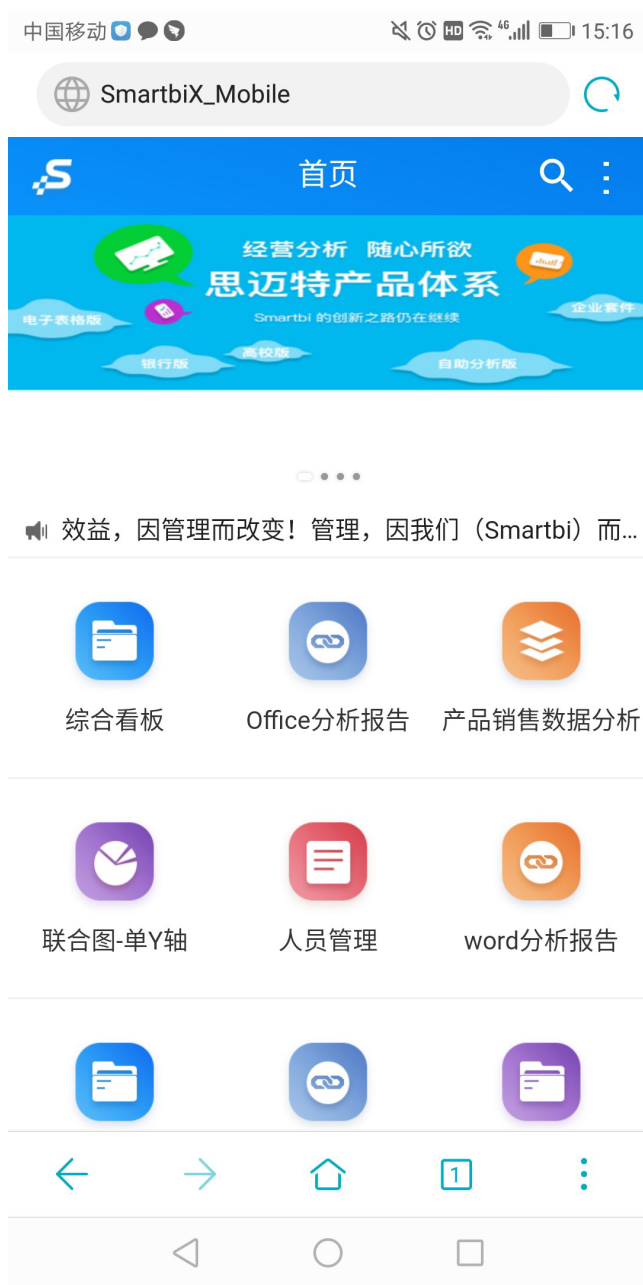 中国移动 HD 4G 15:16
SmartbiX_Mobile
S 首页
经营分析 随心所欲
思迈特产品体系
Smartbi 的创新之路仍在继续
电子表格版 企业套件
银行版 高校版 自助分析版
效益，因管理而改变！管理，因我们（Smartbi）而...
综合看板 Office分析报告 产品销售数据分析
联合图-单Y轴 人员管理 word分析报告
1